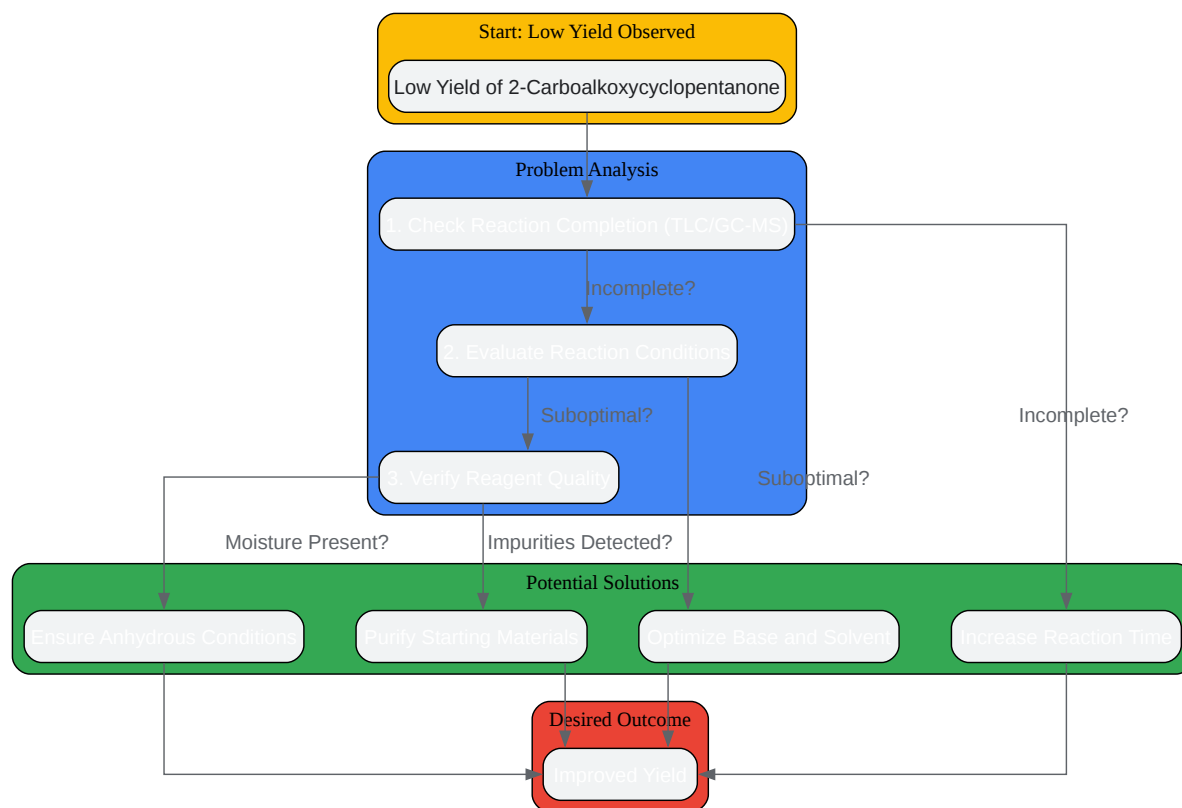 Start: Low Yield Observed
Low Yield of 2-Carboalkoxycyclopentanone
Problem Analysis
1. Check Reaction Completion (TLC/GC-MS)
Incomplete?
2. Evaluate Reaction Conditions
Suboptimal?
Incomplete?
3. Verify Reagent Quality
Suboptimal?
Moisture Present?
Impurities Detected?
Potential Solutions
Ensure Anhydrous Conditions
Purify Starting Materials
Optimize Base and Solvent
Increase Reaction Time
Desired Outcome
Improved Yield